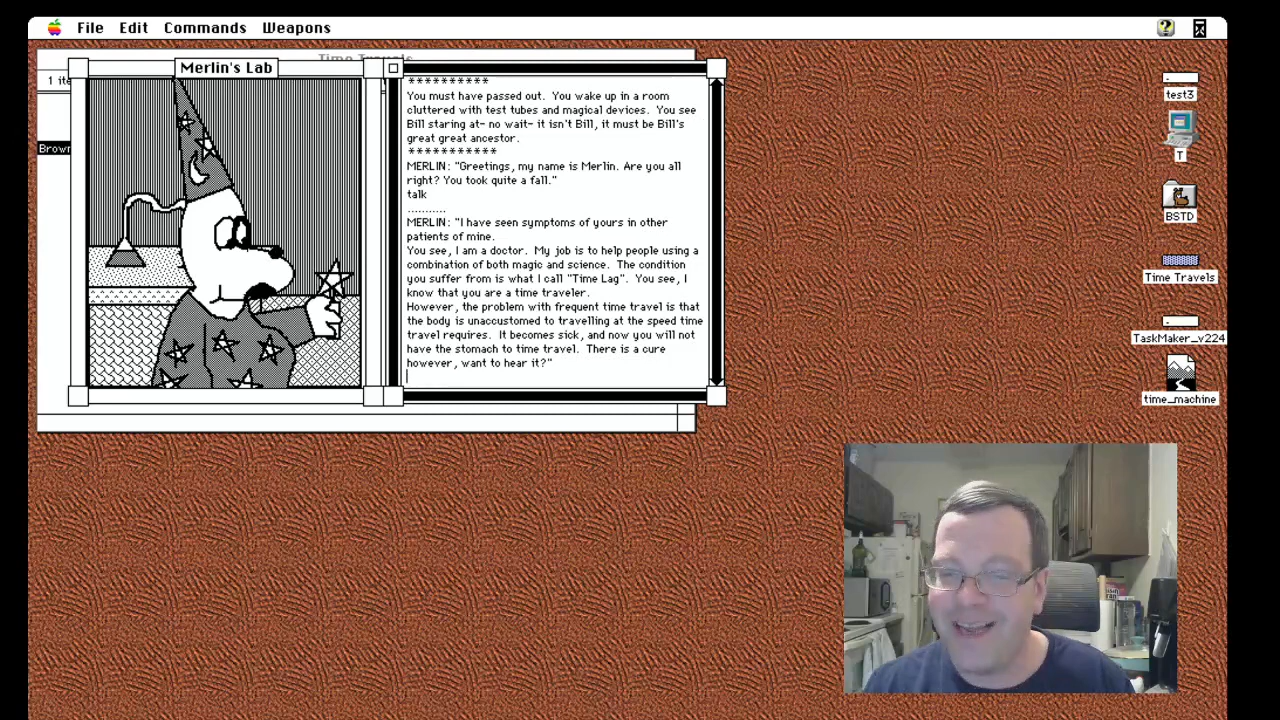 File Edit Commands Weapons
Time Travels
1 ite
Brown
Merlin's Lab
**********
You must have passed out. You wake up in a room
cluttered with test tubes and magical devices. You see
Bill staring at- no wait- it isn't Bill, it must be Bill's
great great ancestor.
***********
MERLIN: "Greetings, my name is Merlin. Are you all
right? You took quite a fall."
talk
...........
MERLIN: "I have seen symptoms of yours in other
patients of mine.
You see, I am a doctor. My job is to help people using a
combination of both magic and science. The condition
you suffer from is what I call "Time Lag". You see, I
know that you are a time traveler.
However, the problem with frequent time travel is that
the body is unaccustomed to travelling at the speed time
travel requires. It becomes sick, and now you will not
have the stomach to time travel. There is a cure
however, want to hear it?"
test3
T
BSTD
Time Travels
TaskMaker_v224
time_machine